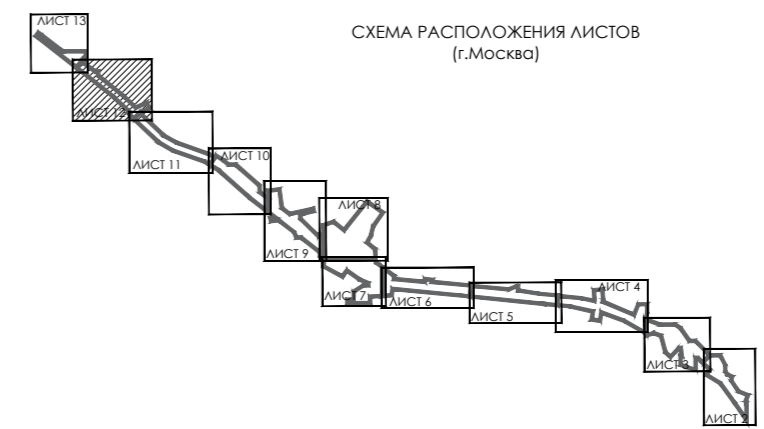 ЛИСТ 13
СХЕМА РАСПОЛОЖЕНИЯ ЛИСТОВ
(г.Москва)
ЛИСТ 12
ЛИСТ 11
ЛИСТ 10
ЛИСТ 9
ЛИСТ 8
ЛИСТ 7
ЛИСТ 6
ЛИСТ 5
ЛИСТ 4
ЛИСТ 3
ЛИСТ 2